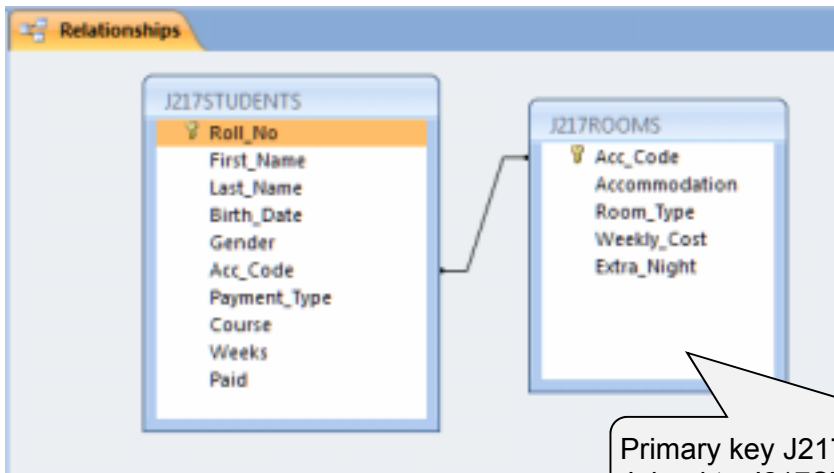 Relationships
J217STUDENTS
Roll_No
First_Name
Last_Name
Birth_Date
Gender
Acc_Code
Payment_Type
Course
Weeks
Paid
J217ROOMS
Acc_Code
Accommodation
Room_Type
Weekly_Cost
Extra_Night
Primary key J217